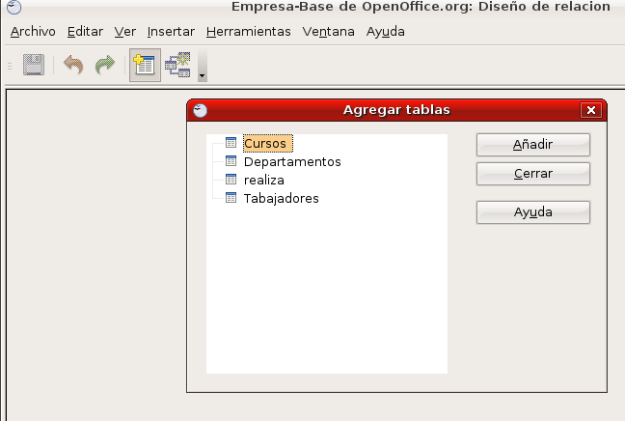 Empresa-Base de OpenOffice.org: Diseño de relacion
Archivo Editar Ver Insertar Herramientas Ventana Ayuda
Agregar tablas
Cursos
Departamentos
realiza
Tabajadores
Añadir
Cerrar
Ayuda